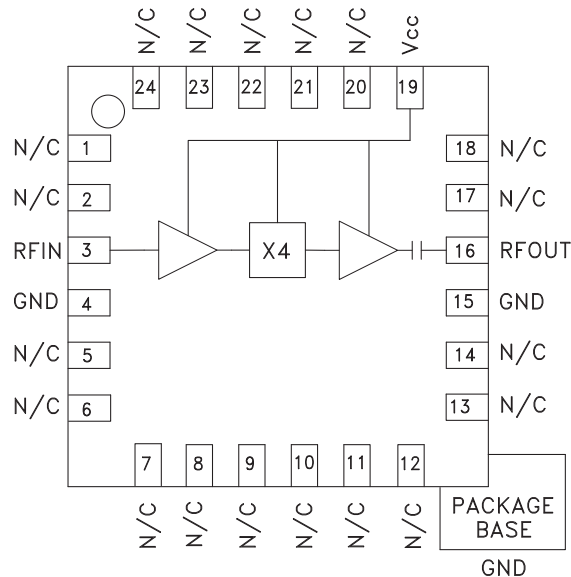 N/C N/C N/C N/C N/C Vcc
24 23 22 21 20 19
N/C 1 18 N/C
N/C 2 17 N/C
RFIN 3 X4 16 RFOUT
GND 4 15 GND
N/C 5 14 N/C
N/C 6 13 N/C
7 8 9 10 11 12
N/C N/C N/C N/C N/C N/C
PACKAGE
BASE
GND